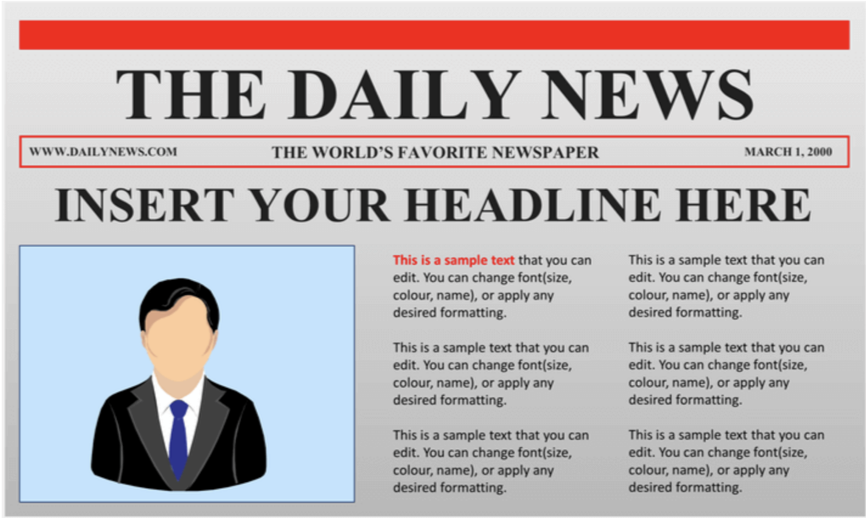 THE DAILY NEWS
WWW.DAILYNEWS.COM
THE WORLD'S FAVORITE NEWSPAPER
MARCH 1, 2000
INSERT YOUR HEADLINE HERE
This is a sample text that you can
edit. You can change font(size,
colour, name), or apply any
desired formatting.
This is a sample text that you can
edit. You can change font(size,
colour, name), or apply any
desired formatting.
This is a sample text that you can
edit. You can change font(size,
colour, name), or apply any
desired formatting.
This is a sample text that you can
edit. You can change font(size,
colour, name), or apply any
desired formatting.
This is a sample text that you can
edit. You can change font(size,
colour, name), or apply any
desired formatting.
This is a sample text that you can
edit. You can change font(size,
colour, name), or apply any
desired formatting.